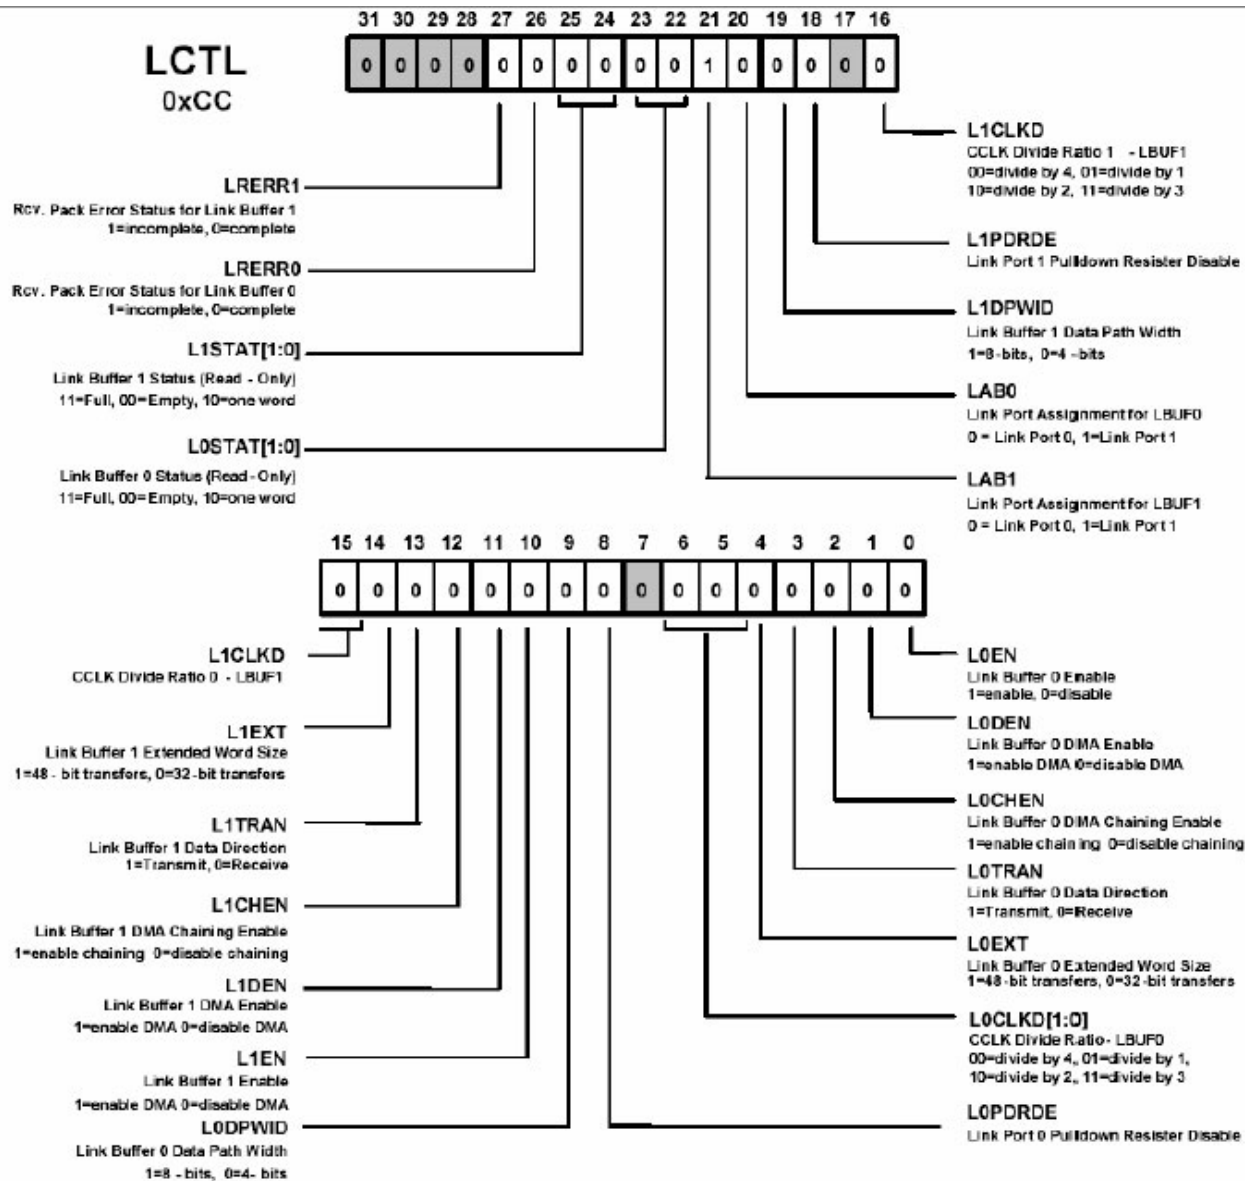 31 30 29 28 27 26 25 24 23 22 21 20 19 18 17 16
LCTL
0xCC
0 0 0 0 0 0 0 0 0 0 1 0 0 0 0 0
L1CLKD
CCLK Divide Ratio 1 - LBUF1
00=divide by 4, 01=divide by 1
10=divide by 2, 11=divide by 3
LRERR1
Rcv. Pack Error Status for Link Buffer 1
1=incomplete, 0=complete
L1PDRDE
Link Port 1 Pulldown Resister Disable
LRERR0
Rcv. Pack Error Status for Link Buffer 0
1=incomplete, 0=complete
L1DPWID
Link Buffer 1 Data Path Width
1=8-bits, 0=4 -bits
L1STAT[1:0]
Link Buffer 1 Status (Read - Only)
11=Full, 00=Empty, 10=one word
LAB0
Link Port Assignment for LBUF0
0 = Link Port 0, 1=Link Port 1
L0STAT[1:0]
Link Buffer 0 Status (Read - Only)
11=Full, 00=Empty, 10=one word
LAB1
Link Port Assignment for LBUF1
0 = Link Port 0, 1=Link Port 1
15 14 13 12 11 10 9 8 7 6 5 4 3 2 1 0
0 0 0 0 0 0 0 0 0 0 0 0 0 0 0 0
L1CLKD
CCLK Divide Ratio 0 - LBUF1
L0EN
Link Buffer 0 Enable
1=enable, 0=disable
L1EXT
Link Buffer 1 Extended Word Size
1=48 - bit transfers, 0=32-bit transfers
L0DEN
Link Buffer 0 DMA Enable
1=enable DMA 0=disable DMA
L0CHEN
Link Buffer 0 DMA Chaining Enable
1=enable chaining 0=disable chaining
L1TRAN
Link Buffer 1 Data Direction
1=Transmit, 0=Receive
L0TRAN
Link Buffer 0 Data Direction
1=Transmit, 0=Receive
L1CHEN
Link Buffer 1 DMA Chaining Enable
1=enable chaining 0=disable chaining
L0EXT
Link Buffer 0 Extended Word Size
1=48-bit transfers, 0=32-bit transfers
L1DEN
Link Buffer 1 DMA Enable
1=enable DMA 0=disable DMA
L0CLKD[1:0]
CCLK Divide Ratio- LBUF0
00=divide by 4, 01=divide by 1,
10=divide by 2, 11=divide by 3
L1EN
Link Buffer 1 Enable
1=enable DMA 0=disable DMA
L0PDRDE
Link Port 0 Pulldown Resister Disable
L0DPWID
Link Buffer 0 Data Path Width
1=8 - bits, 0=4- bits